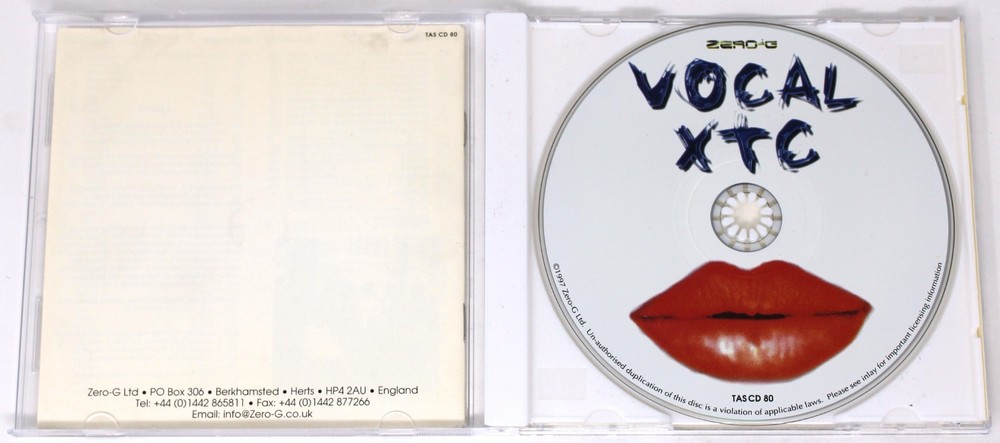 TAS CD 80
Zero-G Ltd • PO Box 306 • Berkhamsted • Herts • HP4 2AU • England
Tel: +44 (0)1442 865811 • Fax: +44 (0)1442 877266
Email: info@Zero-G.co.uk
ZERO-G
VOCAL
XTC
©1997 Zero-G Ltd. Un-authorised duplication of this disc is a violation of applicable laws. Please see inlay for important licensing information
TAS CD 80